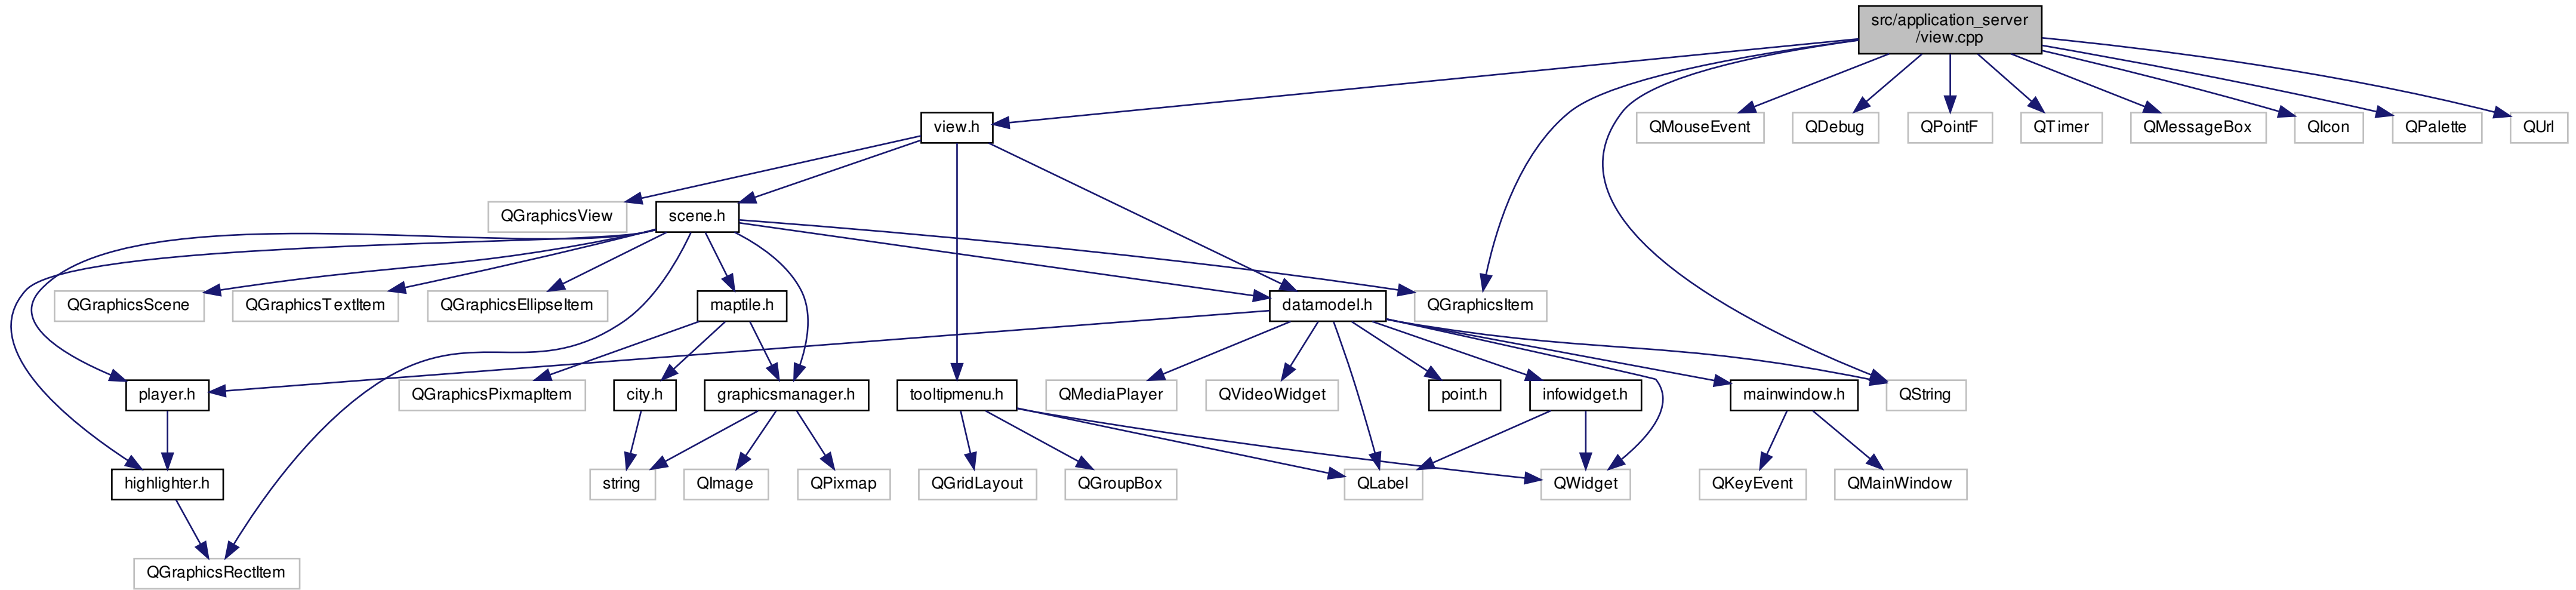 src/application_server
/view.cpp
view.h
QMouseEvent
QDebug
QPointF
QTimer
QMessageBox
QIcon
QPalette
QUrl
QGraphicsView
scene.h
QGraphicsScene
QGraphicsTextItem
QGraphicsEllipseItem
maptile.h
datamodel.h
QGraphicsItem
player.h
QGraphicsPixmapItem
city.h
graphicsmanager.h
tooltipmenu.h
QMediaPlayer
QVideoWidget
point.h
infowidget.h
mainwindow.h
QString
highlighter.h
string
QImage
QPixmap
QGridLayout
QGroupBox
QLabel
QWidget
QKeyEvent
QMainWindow
QGraphicsRectItem